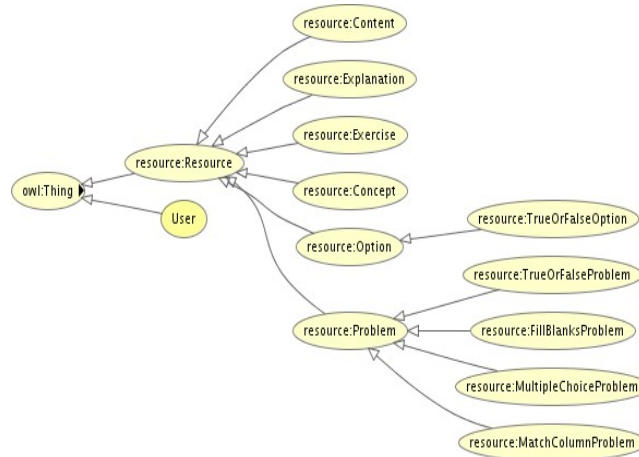 resource:Content
resource:Explanation
resource:Exercise
resource:Resource
resource:Concept
owl:Thing
User
resource:Option
resource:TrueOrFalseOption
resource:TrueOrFalseProblem
resource:Problem
resource:FillBlanksProblem
resource:MultipleChoiceProblem
resource:MatchColumnProblem